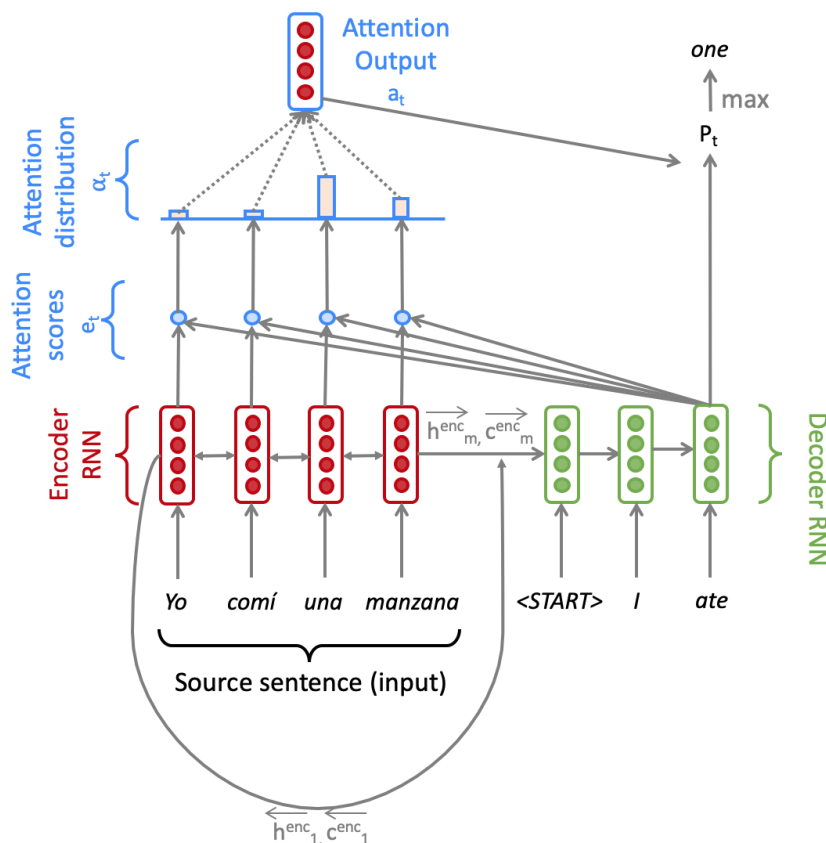 Attention
Output
a_t
one
max
P_t
Attention
distribution
α_t
Attention
scores
e_t
Encoder
RNN
h^enc_m, c^enc_m
Decoder RNN
Yo comí una manzana <START> I ate
Source sentence (input)
h^enc_1, c^enc_1